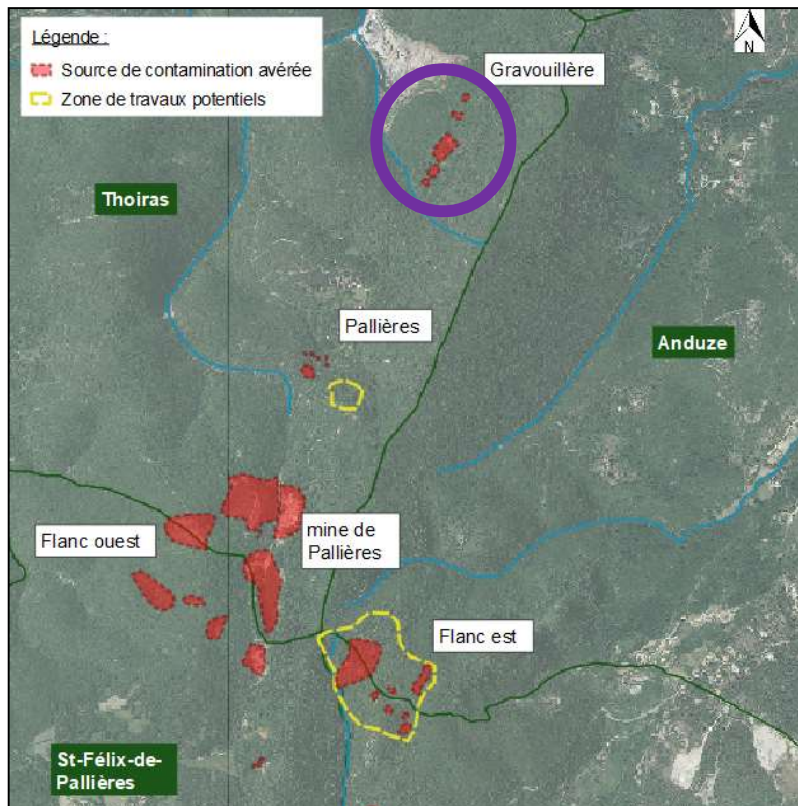 Légende :
Source de contamination avérée
Zone de travaux potentiels
N
Gravouillère
Thoiras
Pallières
Anduze
Flanc ouest
mine de
Pallières
Flanc est
St-Félix-de-
Pallières